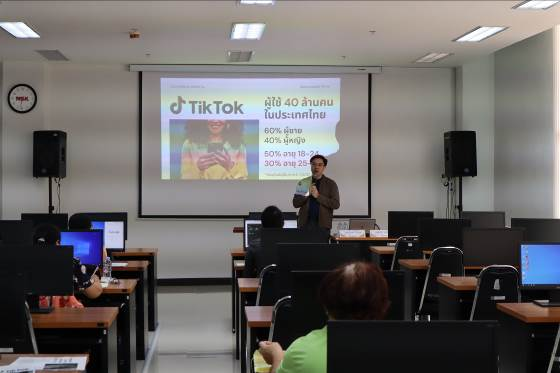 TikTok
ผู้ใช้ 40 ล้านคน
ในประเทศไทย
60% ผู้ชาย
40% ผู้หญิง
50% อายุ 18-24
30% อายุ 25-